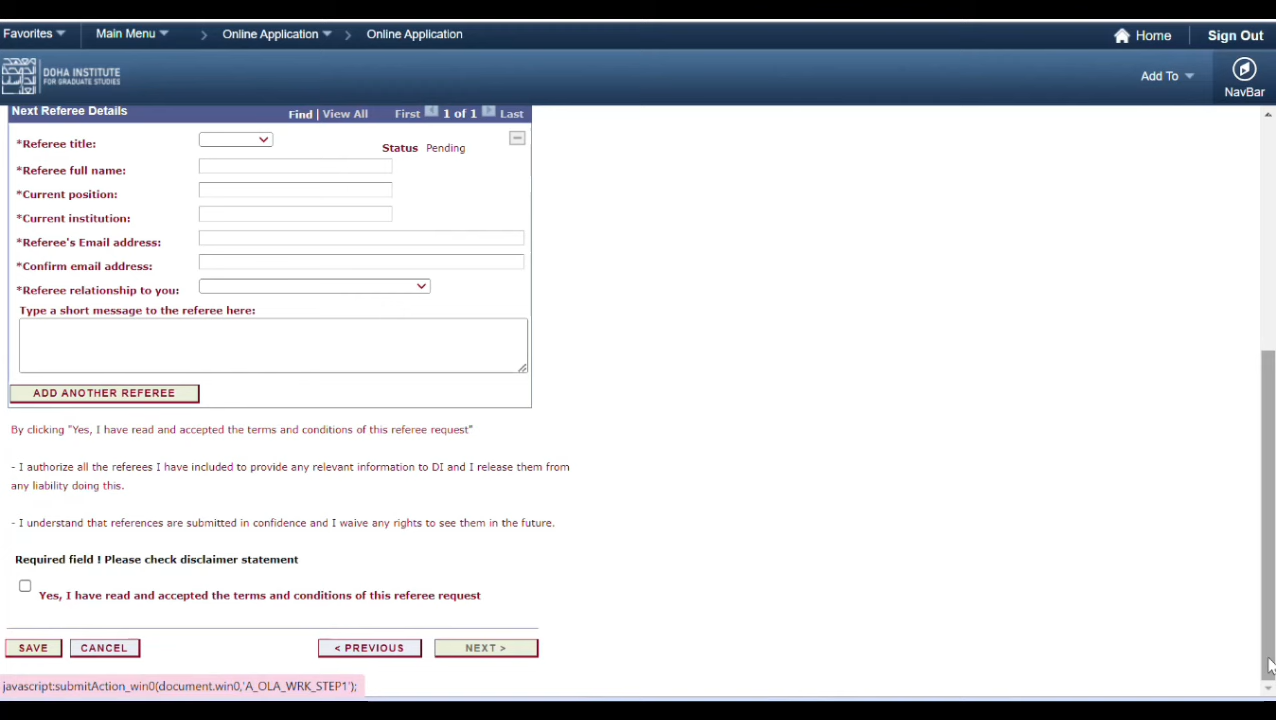 Favorites Main Menu > Online Application > Online Application Home Sign Out
DOHA INSTITUTE
FOR GRADUATE STUDIES
Add To
NavBar
Next Referee Details Find | View All First 1 of 1 Last
*Referee title:
Status Pending
*Referee full name:
*Current position:
*Current institution:
*Referee's Email address:
*Confirm email address:
*Referee relationship to you:
Type a short message to the referee here:
ADD ANOTHER REFEREE
By clicking "Yes, I have read and accepted the terms and conditions of this referee request"
- I authorize all the referees I have included to provide any relevant information to DI and I release them from
any liability doing this.
- I understand that references are submitted in confidence and I waive any rights to see them in the future.
Required field ! Please check disclaimer statement
Yes, I have read and accepted the terms and conditions of this referee request
SAVE CANCEL < PREVIOUS NEXT >
javascript:submitAction_win0(document.win0,'A_OLA_WRK_STEP1');